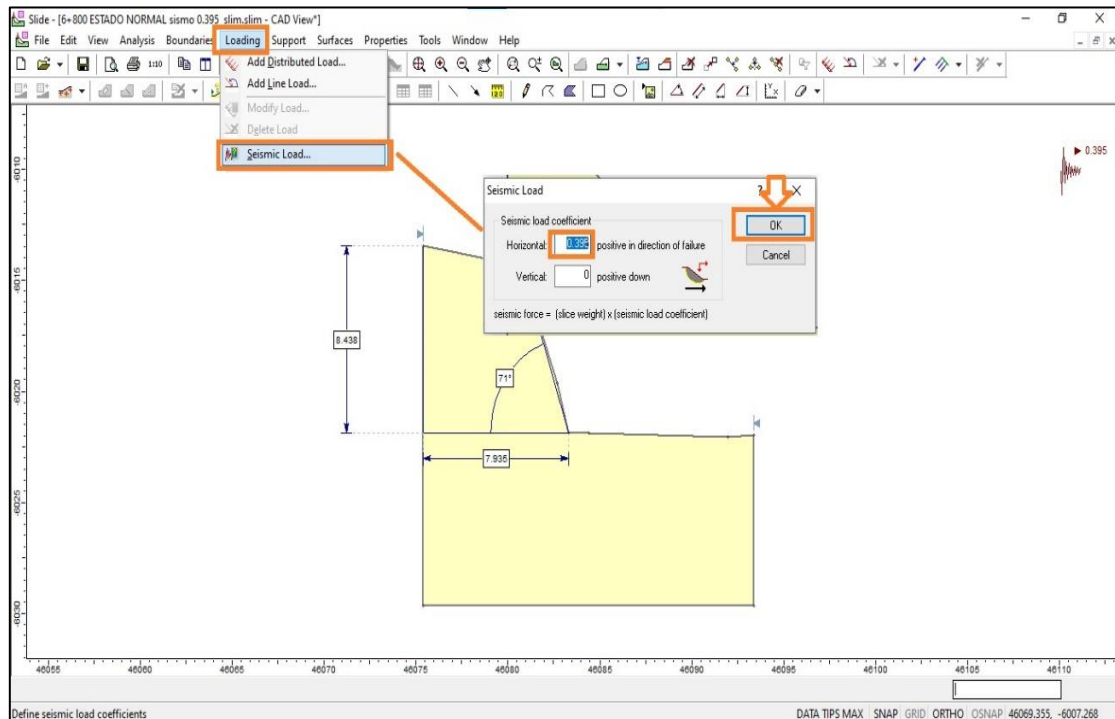 Slide - [6+800 ESTADO NORMAL sismo 0.395 slim.slim - CAD View*]
File Edit View Analysis Boundaries Loading Support Surfaces Properties Tools Window Help
1:10
Add Distributed Load...
Add Line Load...
Modify Load...
Delete Load
Seismic Load...
0.395
Seismic Load
?
Seismic load coefficient
Horizontal: 0.395 positive in direction of failure
Vertical: 0 positive down
seismic force = (slice weight) x (seismic load coefficient)
OK
Cancel
8.438
71°
7.935
-6010
-6015
-6020
-6025
-6030
46055 46060 46065 46070 46075 46080 46085 46090 46095 46100 46105 46110
Define seismic load coefficients
DATA TIPS MAX SNAP GRID ORTHO OSNAP 46069.355, -6007.268